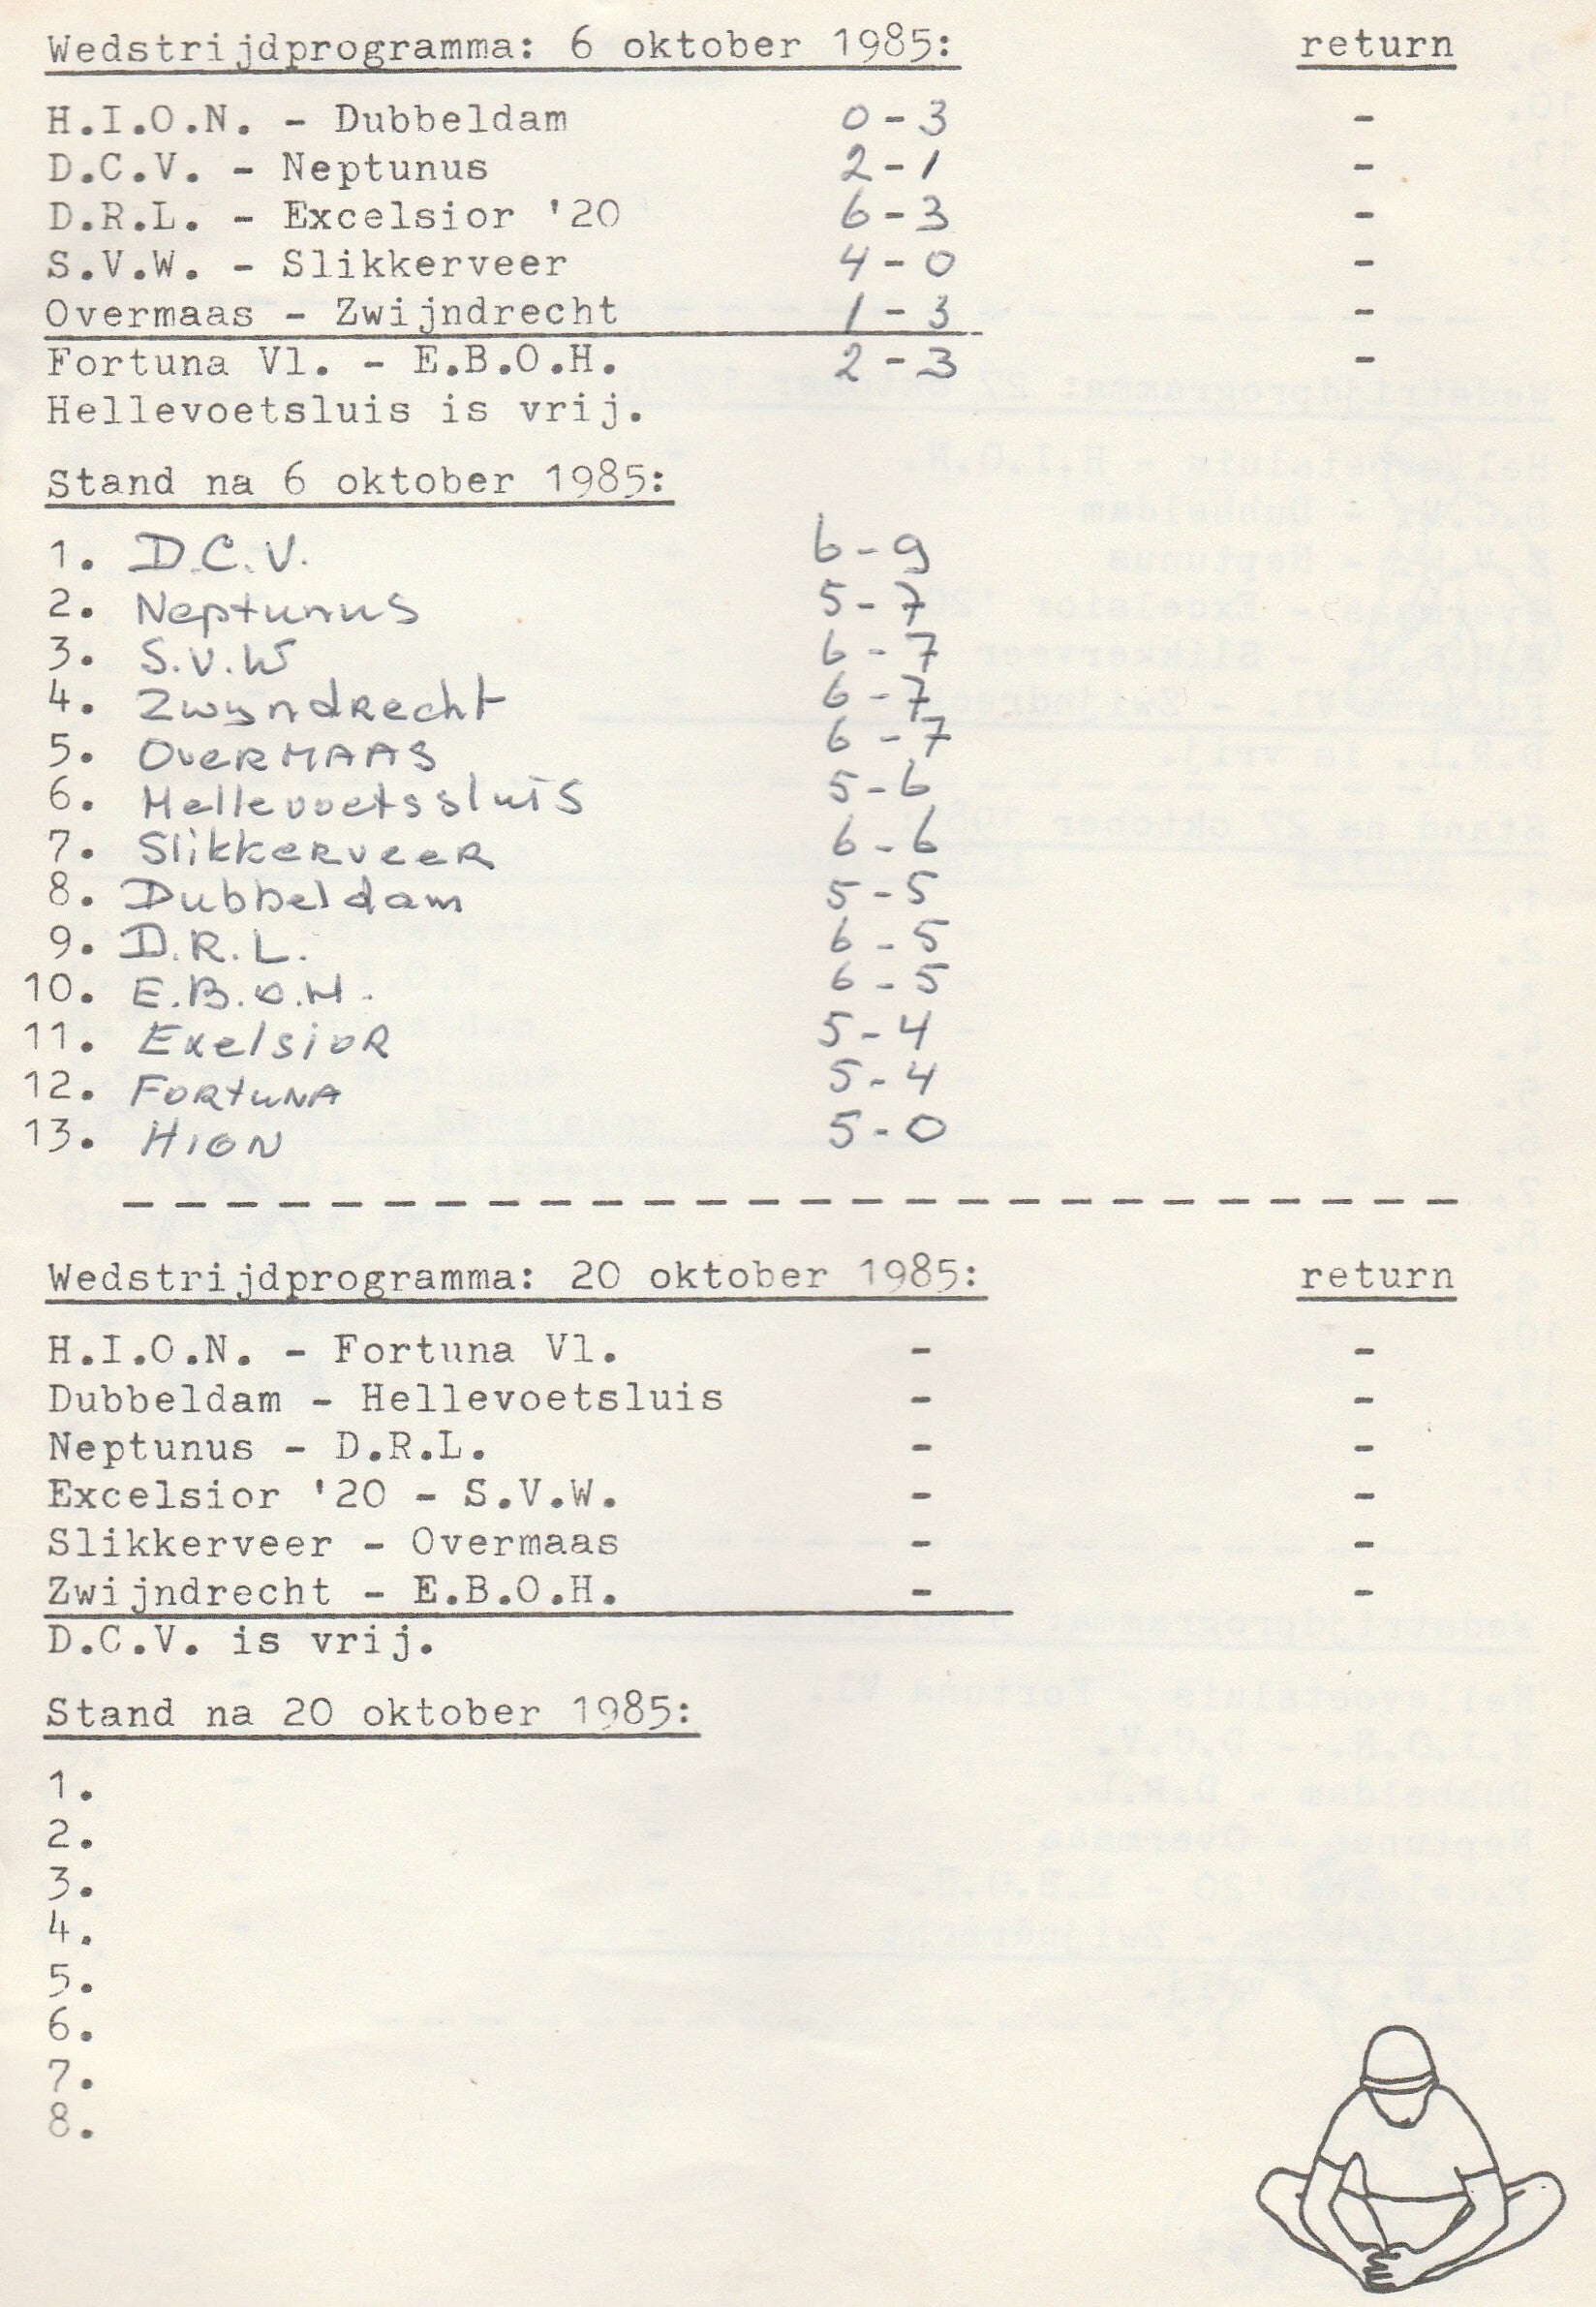 Wedstrijdprogramma: 6 oktober 1985: return
H.I.O.N. - Dubbeldam 0-3 -
D.C.V. - Neptunus 2-1 -
D.R.L. - Excelsior '20 6-3 -
S.V.W. - Slikkerveer 4-0 -
Overmaas - Zwijndrecht 1-3 -
Fortuna Vl. - E.B.O.H. 2-3 -
Hellevoetsluis is vrij.
Stand na 6 oktober 1985:
1. D.C.V. 6-9
2. Neptunus 5-7
3. S.V.W 6-7
4. Zwyndrecht 6-7
5. OVERMAAS 6-7
6. Hellevoetssluis 5-6
7. Slikkerveer 6-6
8. Dubbeldam 5-5
9. D.R.L. 6-5
10. E.B.O.H. 6-5
11. Exelsior 5-4
12. FORTUNA 5-4
13. HION 5-0
Wedstrijdprogramma: 20 oktober 1985: return
H.I.O.N. - Fortuna Vl. - -
Dubbeldam - Hellevoetsluis - -
Neptunus - D.R.L. - -
Excelsior '20 - S.V.W. - -
Slikkerveer - Overmaas - -
Zwijndrecht - E.B.O.H. - -
D.C.V. is vrij.
Stand na 20 oktober 1985:
1.
2.
3.
4.
5.
6.
7.
8.